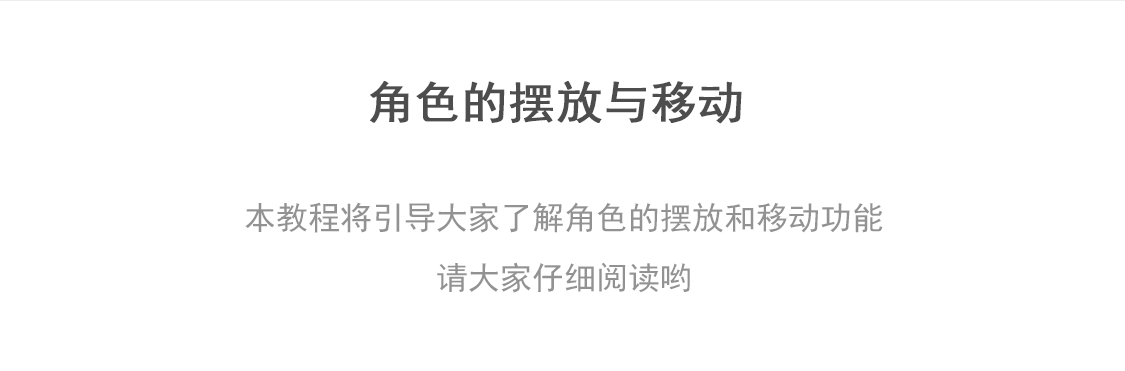 角色的摆放与移动
本教程将引导大家了解角色的摆放和移动功能
请大家仔细阅读哟